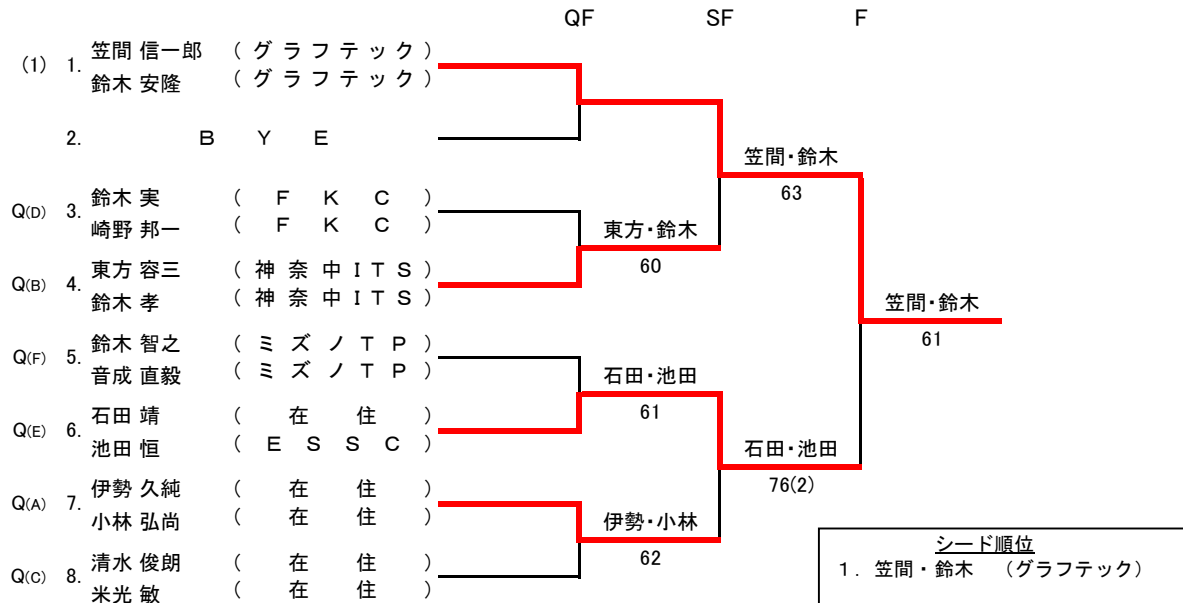 QF SF F
(1) 1. 笠間 信一郎 (グラフテック)
鈴木 安隆 (グラフテック)
2. BYE
笠間・鈴木
63
Q(D) 3. 鈴木 実 (FKC)
崎野 邦一 (FKC)
東方・鈴木
60
Q(B) 4. 東方 容三 (神奈中ITS)
鈴木 孝 (神奈中ITS)
笠間・鈴木
61
Q(F) 5. 鈴木 智之 (ミズノTP)
音成 直毅 (ミズノTP)
石田・池田
61
Q(E) 6. 石田 靖 (在住)
池田 恒 (ESSC)
石田・池田
76(2)
Q(A) 7. 伊勢 久純 (在住)
小林 弘尚 (在住)
伊勢・小林
62
Q(C) 8. 清水 俊朗 (在住)
米光 敏 (在住)
シード順位
1. 笠間・鈴木 (グラフテック)